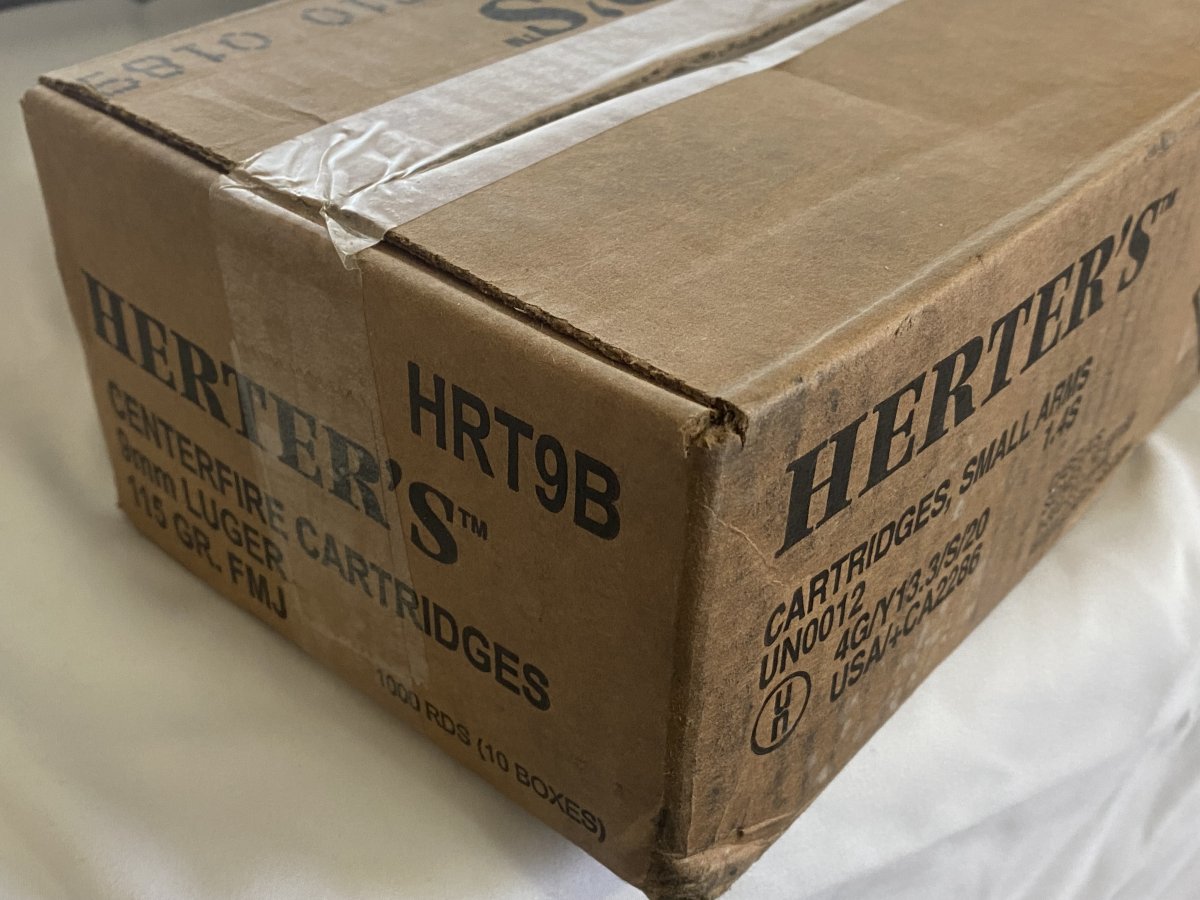 HERTER'S™
HRT9B
CENTERFIRE CARTRIDGES
9mm LUGER
115 GR. FMJ
1000 RDS (10 BOXES)
HERTER'S™
CARTRIDGES, SMALL ARMS
UN0012 1.4S
4G/Y13.3/S/20
USA/+CA2286
un